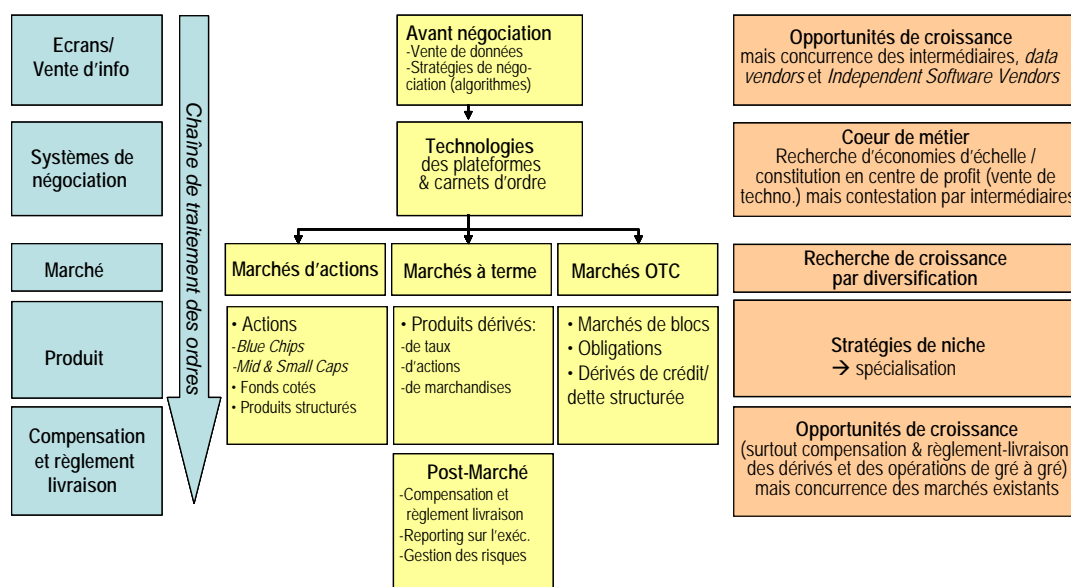 Ecrans/
Vente d'info
Avant négociation
-Vente de données
-Stratégies de négo-
ciation (algorithmes)
Opportunités de croissance
mais concurrence des intermédiaires, data
vendors et Independent Software Vendors
Chaîne de traitement des ordres
Systèmes de
négociation
Technologies
des plateformes
& carnets d'ordre
Coeur de métier
Recherche d'économies d'échelle /
constitution en centre de profit (vente de
techno.) mais contestation par intermédiaires
Marché
Marchés d'actions
Marchés à terme
Marchés OTC
Recherche de croissance
par diversification
Produit
• Actions
-Blue Chips
-Mid & Small Caps
• Fonds cotés
• Produits structurés
• Produits dérivés:
-de taux
-d'actions
-de marchandises
• Marchés de blocs
• Obligations
• Dérivés de crédit/
dette structurée
Stratégies de niche
→ spécialisation
Compensation
et règlement
livraison
Post-Marché
-Compensation et
règlement livraison
-Reporting sur l'exéc.
-Gestion des risques
Opportunités de croissance
(surtout compensation & règlement-livraison
des dérivés et des opérations de gré à gré)
mais concurrence des marchés existants